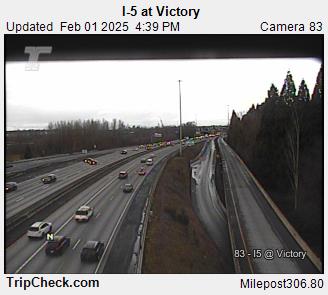 I-5 at Victory
Updated Feb 01 2025 4:39 PM Camera 83
T
N
83 - I5 @ Victory
TripCheck.com Milepost306.80